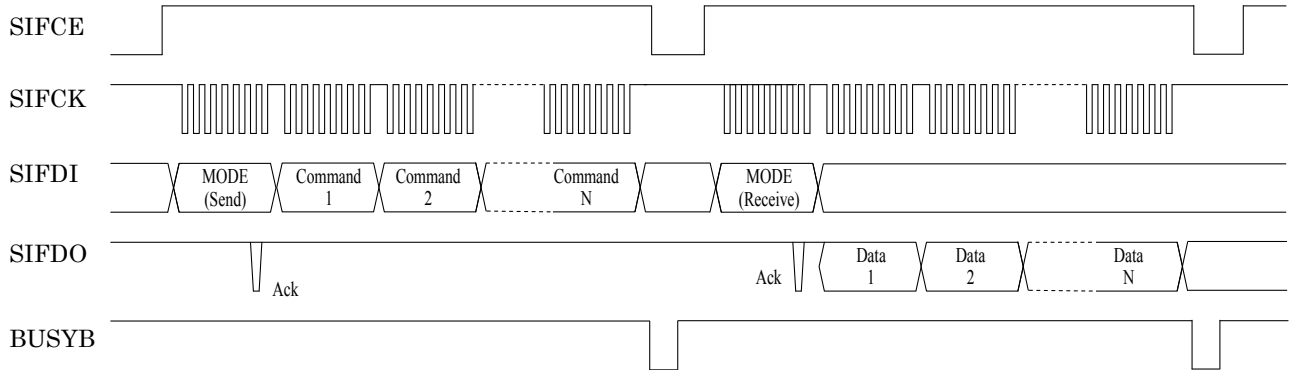 SIFCE
SIFCK
SIFDI
MODE
(Send)
Command
1
Command
2
Command
N
MODE
(Receive)
SIFDO
Ack
Ack
Data
1
Data
2
Data
N
BUSYB